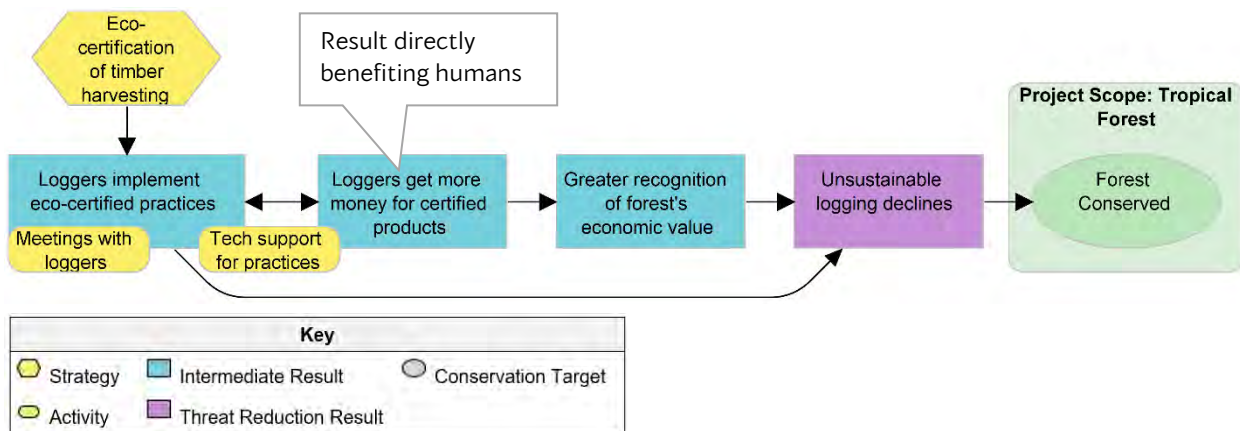 Eco-
certification
of timber
harvesting
Result directly
benefiting humans
Project Scope: Tropical
Forest
Loggers implement
eco-certified practices
Loggers get more
money for certified
products
Greater recognition
of forest's
economic value
Unsustainable
logging declines
Forest
Conserved
Meetings with
loggers
Tech support
for practices
Key
Strategy
Intermediate Result
Conservation Target
Activity
Threat Reduction Result